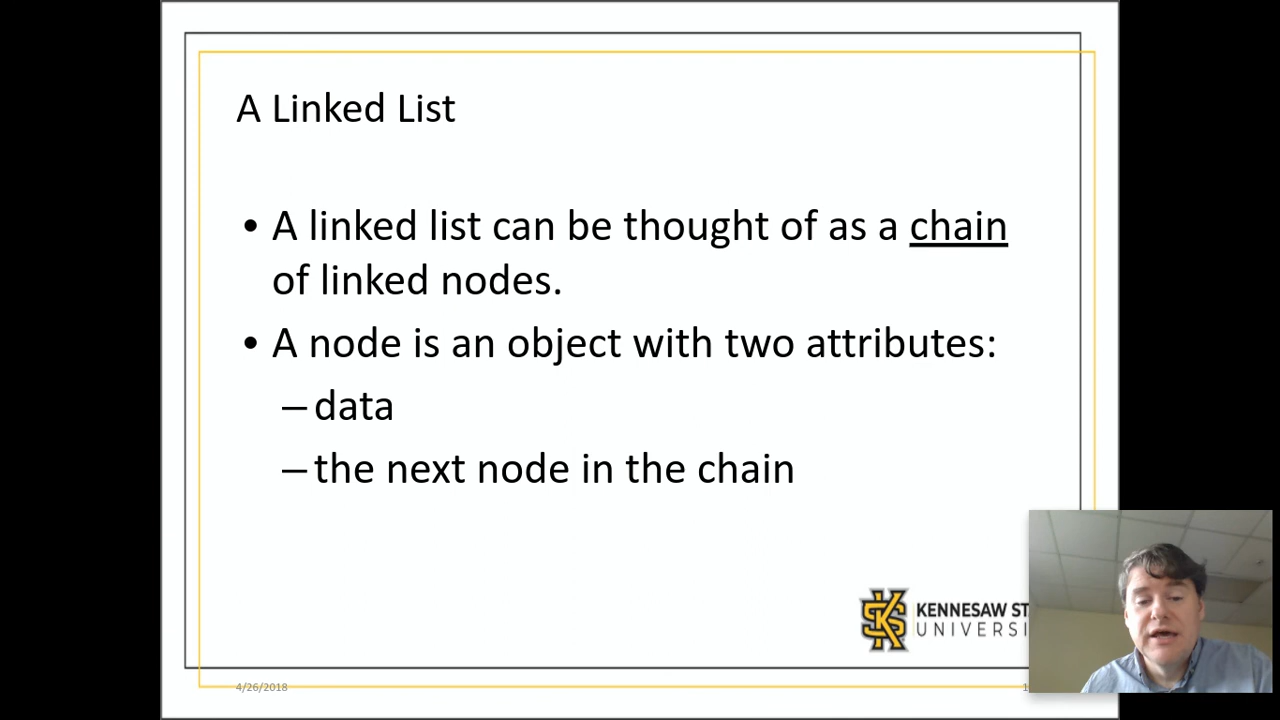 A Linked List
• A linked list can be thought of as a chain
of linked nodes.
• A node is an object with two attributes:
– data
– the next node in the chain
KENNESAW ST
UNIVERSI
4/26/2018